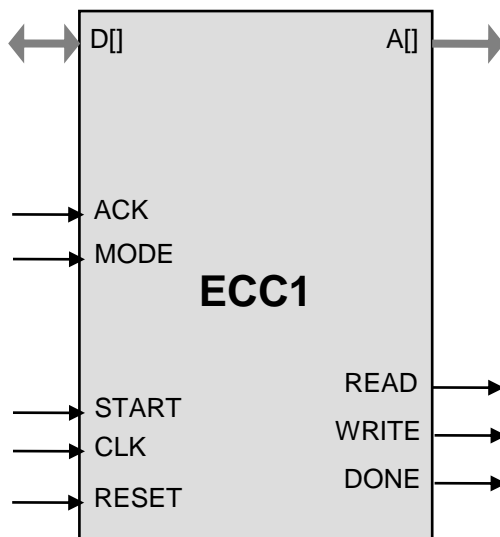 D[] A[]
ACK
MODE
ECC1
READ
START
WRITE
CLK
DONE
RESET